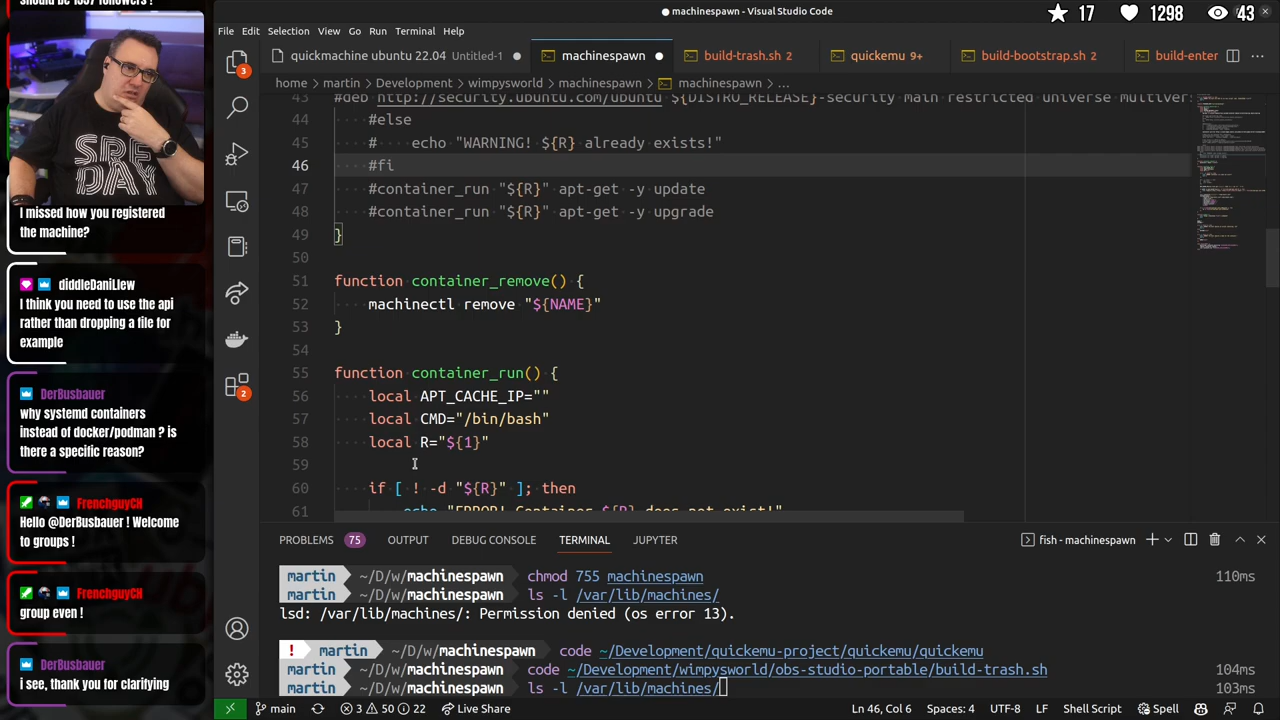 should be 1337 followers !
SRE
DAY
I missed how you registered
the machine?
diddleDaniLlew
I think you need to use the api
rather than dropping a file for
example
DerBusbauer
why systemd containers
instead of docker/podman ? is
there a specific reason?
FrenchguyCH
Hello @DerBusbauer ! Welcome
to groups !
FrenchguyCH
group even !
DerBusbauer
i see, thank you for clarifying
● machinespawn - Visual Studio Code
17 1298 43
File Edit Selection View Go Run Terminal Help
quickmachine ubuntu 22.04 Untitled-1 ● machinespawn ● build-trash.sh 2 quickemu 9+ build-bootstrap.sh 2 build-enter
home > martin > Development > wimpysworld > machinespawn > machinespawn > ...
43 #deb http://security.ubuntu.com/ubuntu ${DISTRO_RELEASE}-security main restricted universe multiver
44 #else
45 # echo "WARNING! ${R} already exists!"
46 #fi
47 #container_run "${R}" apt-get -y update
48 #container_run "${R}" apt-get -y upgrade
49 }
50
51 function container_remove() {
52 machinectl remove "${NAME}"
53 }
54
55 function container_run() {
56 local APT_CACHE_IP=""
57 local CMD="/bin/bash"
58 local R="${1}"
59
60 if [ ! -d "${R}" ]; then
61 echo "ERROR! Container ${R} does not exist!"
PROBLEMS 75 OUTPUT DEBUG CONSOLE TERMINAL JUPYTER fish - machinespawn
martin ~/D/w/machinespawn chmod 755 machinespawn 110ms
martin ~/D/w/machinespawn ls -l /var/lib/machines/
lsd: /var/lib/machines/: Permission denied (os error 13).
! martin ~/D/w/machinespawn code ~/Development/quickemu-project/quickemu/quickemu
martin ~/D/w/machinespawn code ~/Development/wimpysworld/obs-studio-portable/build-trash.sh 104ms
martin ~/D/w/machinespawn ls -l /var/lib/machines/ 103ms
3
2
main 3 50 22 Live Share Ln 46, Col 6 Spaces: 4 UTF-8 LF Shell Script Spell